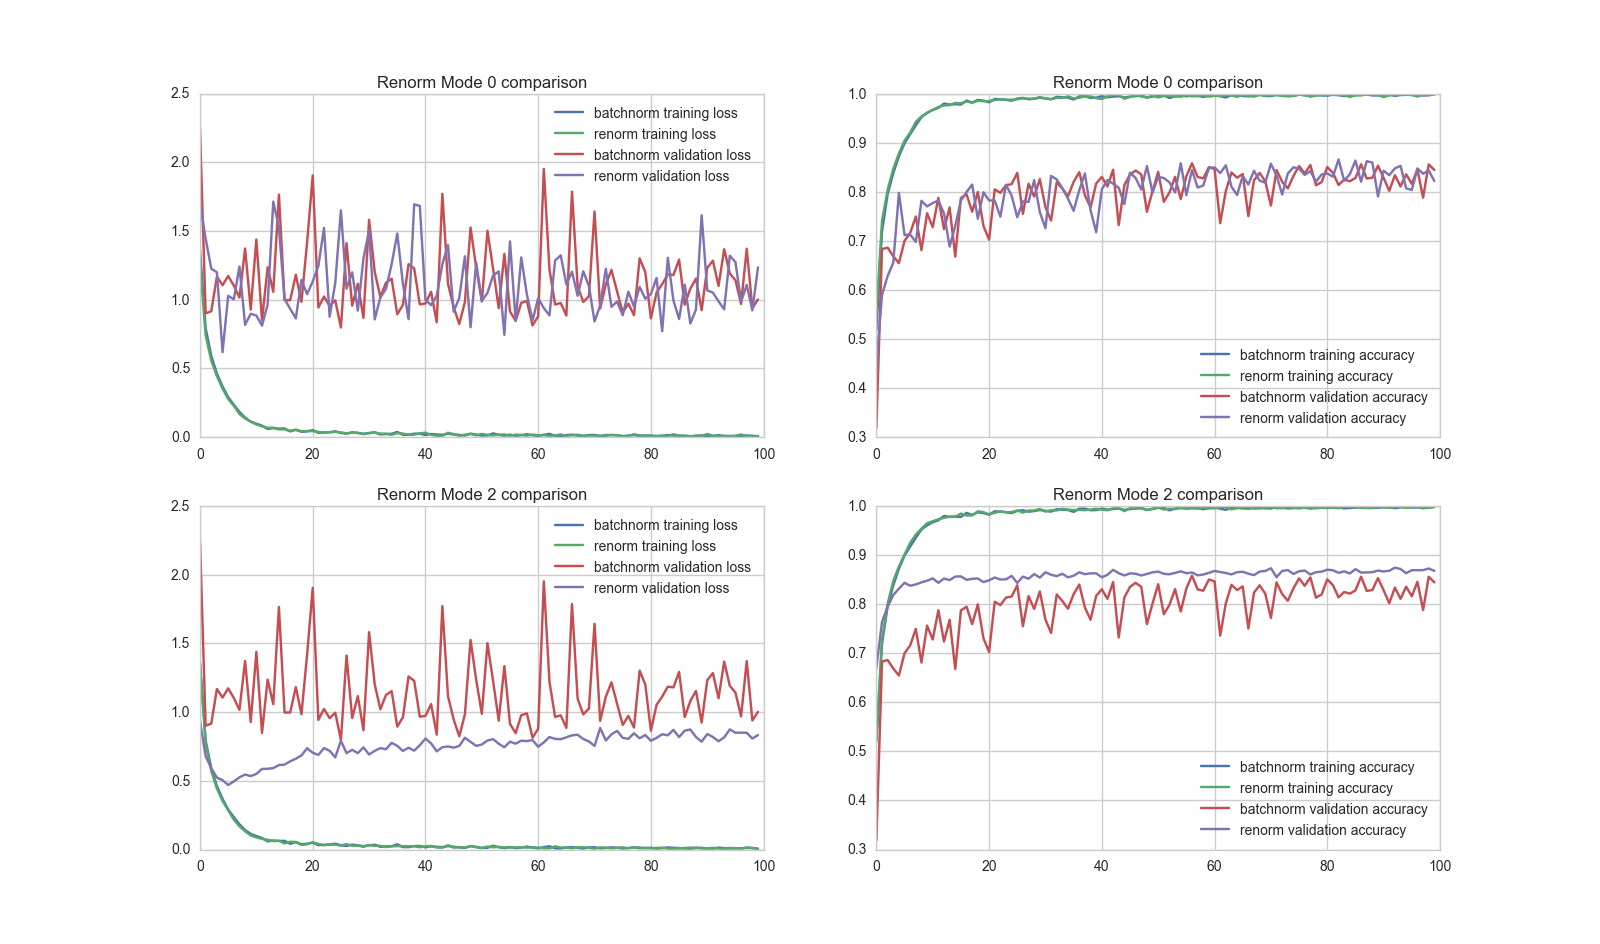 Renorm Mode 0 comparison
2.5
2.0
1.5
1.0
0.5
0.0
0 20 40 60 80 100
batchnorm training loss
renorm training loss
batchnorm validation loss
renorm validation loss
Renorm Mode 0 comparison
1.0
0.9
0.8
0.7
0.6
0.5
0.4
0.3
0 20 40 60 80 100
batchnorm training accuracy
renorm training accuracy
batchnorm validation accuracy
renorm validation accuracy
Renorm Mode 2 comparison
2.5
2.0
1.5
1.0
0.5
0.0
0 20 40 60 80 100
batchnorm training loss
renorm training loss
batchnorm validation loss
renorm validation loss
Renorm Mode 2 comparison
1.0
0.9
0.8
0.7
0.6
0.5
0.4
0.3
0 20 40 60 80 100
batchnorm training accuracy
renorm training accuracy
batchnorm validation accuracy
renorm validation accuracy